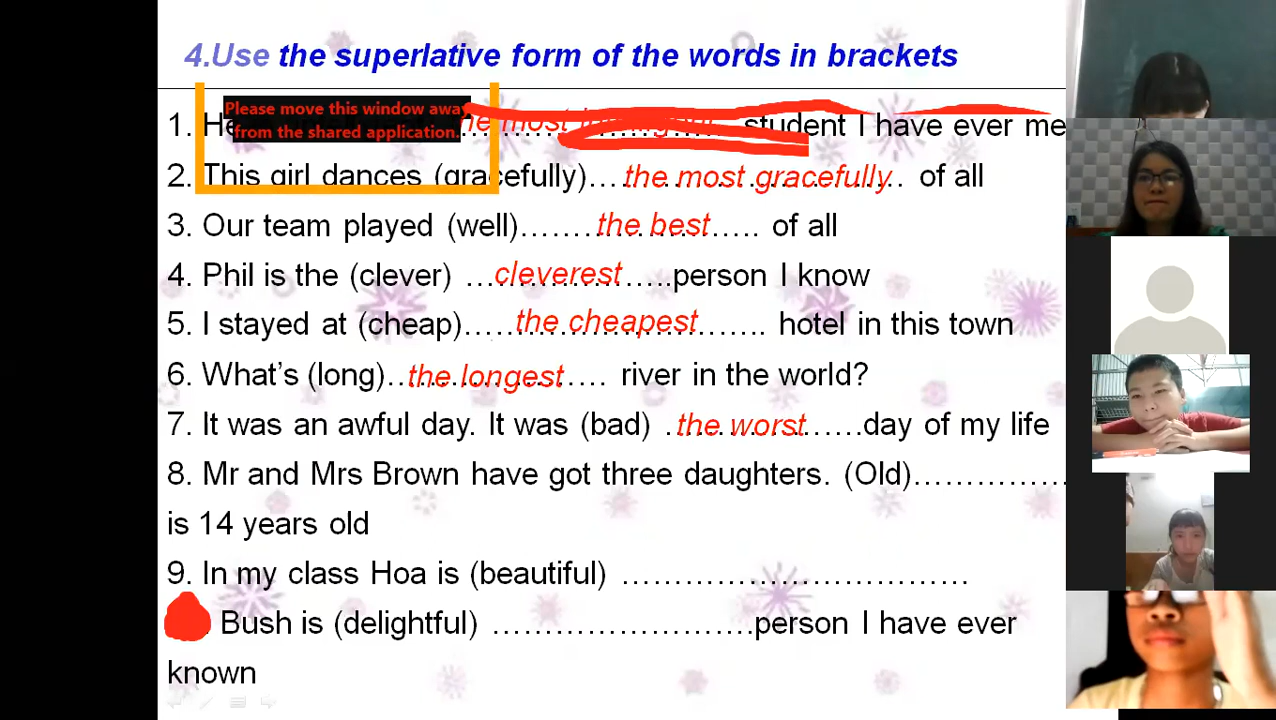 4.Use the superlative form of the words in brackets
Please move this window away
from the shared application.
1. He ………… the most …………. student I have ever me
2. This girl dances (gracefully)… the most gracefully . of all
3. Our team played (well)……. the best ….. of all
4. Phil is the (clever) … cleverest …..person I know
5. I stayed at (cheap)….. the cheapest ….. hotel in this town
6. What's (long).. the longest …. river in the world?
7. It was an awful day. It was (bad) . the worst ……day of my life
8. Mr and Mrs Brown have got three daughters. (Old)……………
is 14 years old
9. In my class Hoa is (beautiful) ………………………………
. Bush is (delightful) …………………….person I have ever
known